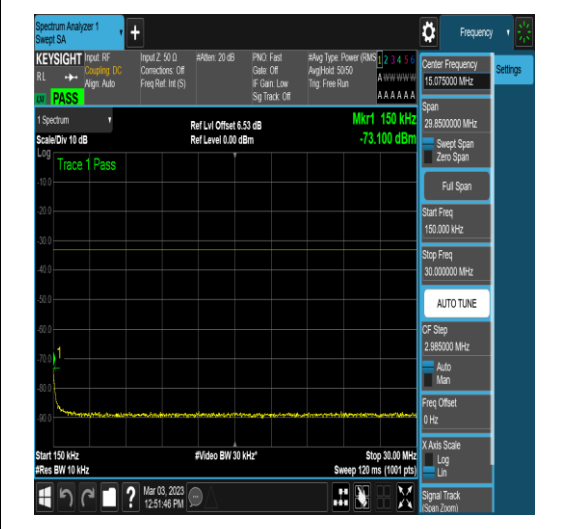 Spectrum Analyzer 1
Swept SA
Frequency
KEYSIGHT
RL
PASS
Input: RF
Coupling: DC
Align: Auto
Input Z: 50 Ω
Corrections: Off
Freq Ref: Int (S)
#Atten: 20 dB
PNO: Fast
Gate: Off
IF Gain: Low
Sig Track: Off
#Avg Type: Power (RMS
Avg|Hold: 50/50
Trig: Free Run
1 2 3 4 5 6
A W W W W W
A A A A A A
1 Spectrum
Scale/Div 10 dB
Ref Lvl Offset 6.53 dB
Ref Level 0.00 dBm
Mkr1 150 kHz
-73.100 dBm
Log
Trace 1 Pass
-10.0
-20.0
-30.0
-40.0
-50.0
-60.0
-70.0
-80.0
-90.0
1
Start 150 kHz
#Res BW 10 kHz
#Video BW 30 kHz*
Stop 30.00 MHz
Sweep 120 ms (1001 pts)
Mar 03, 2023
12:51:46 PM
Center Frequency
15.075000 MHz
Settings
Span
29.8500000 MHz
Swept Span
Zero Span
Full Span
Start Freq
150.000 kHz
Stop Freq
30.000000 MHz
AUTO TUNE
CF Step
2.985000 MHz
Auto
Man
Freq Offset
0 Hz
X Axis Scale
Log
Lin
Signal Track
(Span Zoom)